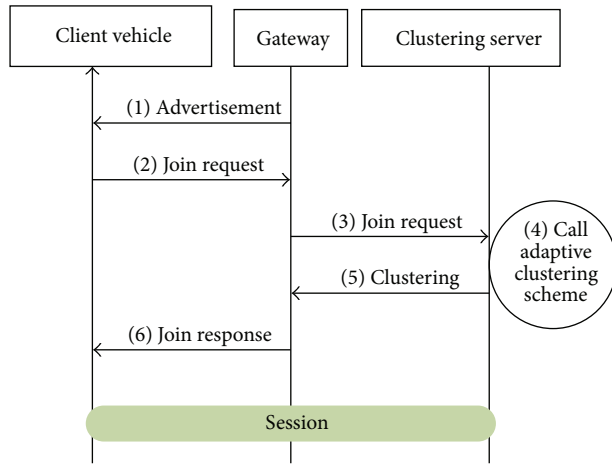 Client vehicle
Gateway
Clustering server
(1) Advertisement
(2) Join request
(3) Join request
(4) Call
adaptive
clustering
scheme
(5) Clustering
(6) Join response
Session